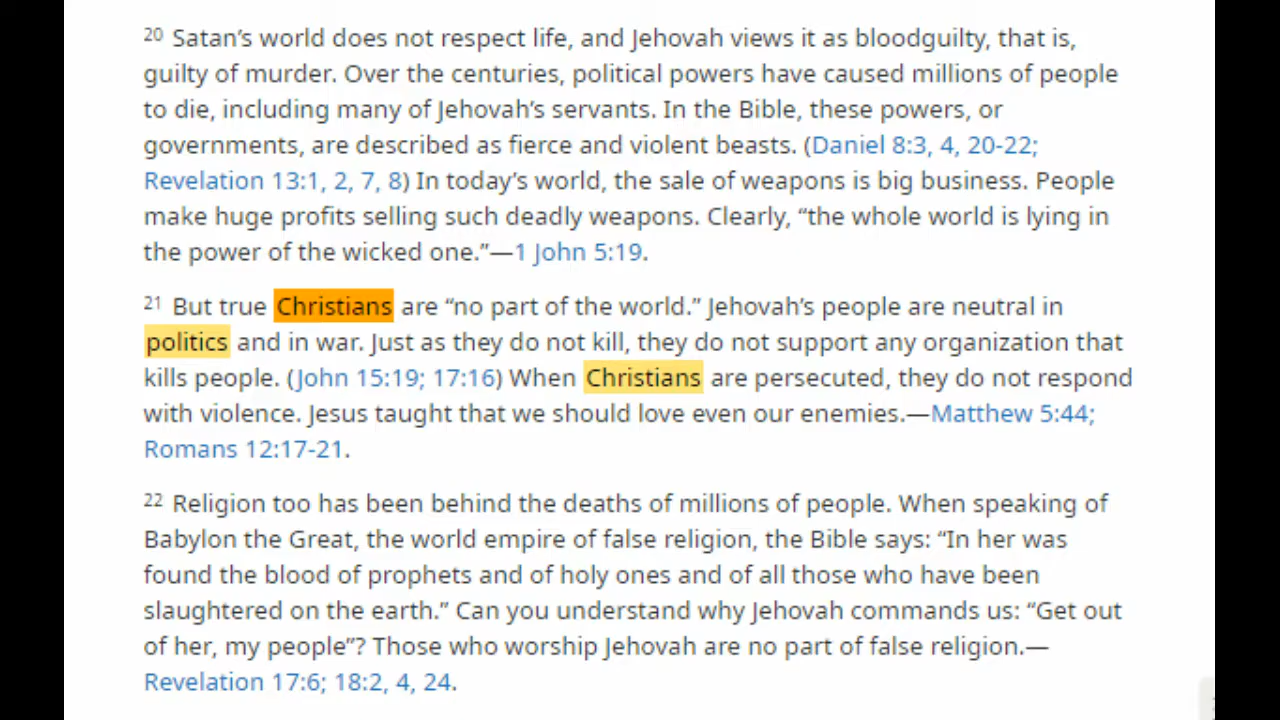 20 Satan’s world does not respect life, and Jehovah views it as bloodguilty, that is,
guilty of murder. Over the centuries, political powers have caused millions of people
to die, including many of Jehovah’s servants. In the Bible, these powers, or
governments, are described as fierce and violent beasts. (Daniel 8:3, 4, 20-22;
Revelation 13:1, 2, 7, 8) In today’s world, the sale of weapons is big business. People
make huge profits selling such deadly weapons. Clearly, “the whole world is lying in
the power of the wicked one.”—1 John 5:19.
21 But true Christians are “no part of the world.” Jehovah’s people are neutral in
politics and in war. Just as they do not kill, they do not support any organization that
kills people. (John 15:19; 17:16) When Christians are persecuted, they do not respond
with violence. Jesus taught that we should love even our enemies.—Matthew 5:44;
Romans 12:17-21.
22 Religion too has been behind the deaths of millions of people. When speaking of
Babylon the Great, the world empire of false religion, the Bible says: “In her was
found the blood of prophets and of holy ones and of all those who have been
slaughtered on the earth.” Can you understand why Jehovah commands us: “Get out
of her, my people”? Those who worship Jehovah are no part of false religion.—
Revelation 17:6; 18:2, 4, 24.